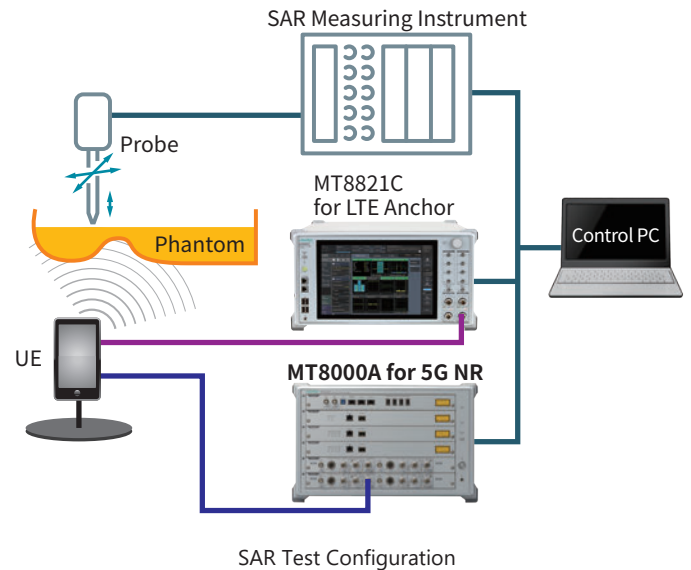 SAR Measuring Instrument
Probe
MT8821C
for LTE Anchor
Control PC
Phantom
UE
MT8000A for 5G NR
SAR Test Configuration